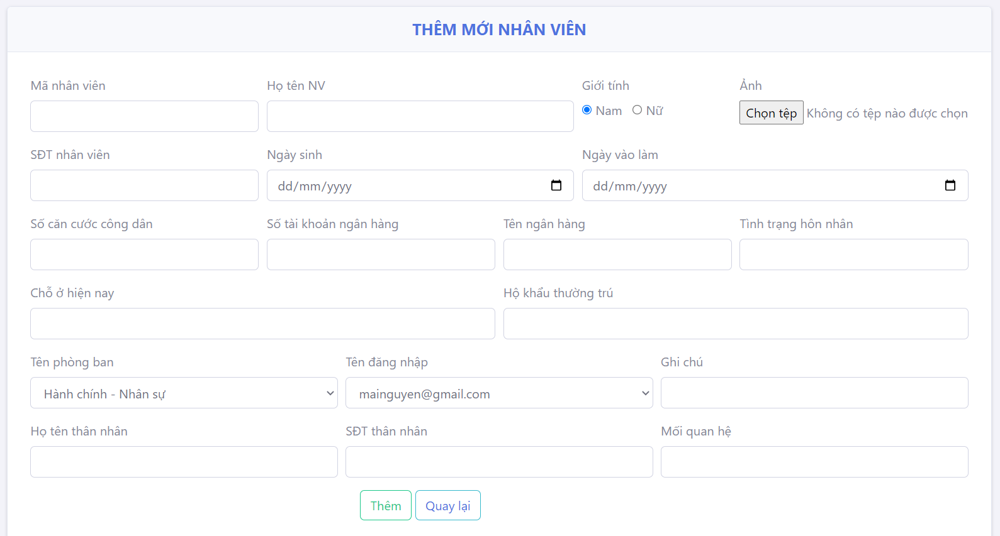 THÊM MỚI NHÂN VIÊN
Mã nhân viên Họ tên NV Giới tính Ảnh
Nam Nữ Chọn tệp Không có tệp nào được chọn
SĐT nhân viên Ngày sinh Ngày vào làm
dd/mm/yyyy dd/mm/yyyy
Số căn cước công dân Số tài khoản ngân hàng Tên ngân hàng Tình trạng hôn nhân
Chỗ ở hiện nay Hộ khẩu thường trú
Tên phòng ban Tên đăng nhập Ghi chú
Hành chính - Nhân sự mainguyen@gmail.com
Họ tên thân nhân SĐT thân nhân Mối quan hệ
Thêm Quay lại